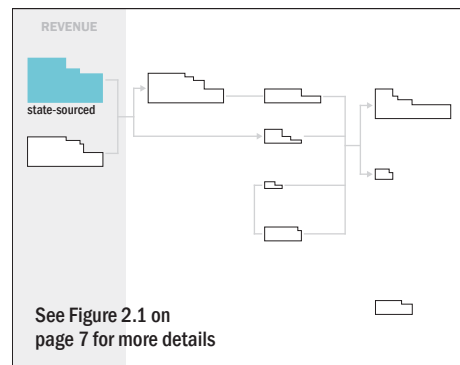 REVENUE
state-sourced
See Figure 2.1 on
page 7 for more details